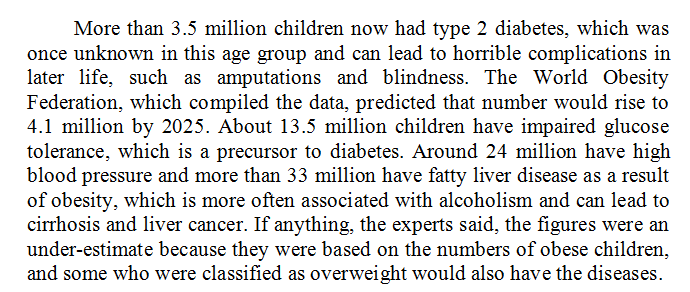 More than 3.5 million children now had type 2 diabetes, which was
once unknown in this age group and can lead to horrible complications in
later life, such as amputations and blindness. The World Obesity
Federation, which compiled the data, predicted that number would rise to
4.1 million by 2025. About 13.5 million children have impaired glucose
tolerance, which is a precursor to diabetes. Around 24 million have high
blood pressure and more than 33 million have fatty liver disease as a result
of obesity, which is more often associated with alcoholism and can lead to
cirrhosis and liver cancer. If anything, the experts said, the figures were an
under-estimate because they were based on the numbers of obese children,
and some who were classified as overweight would also have the diseases.